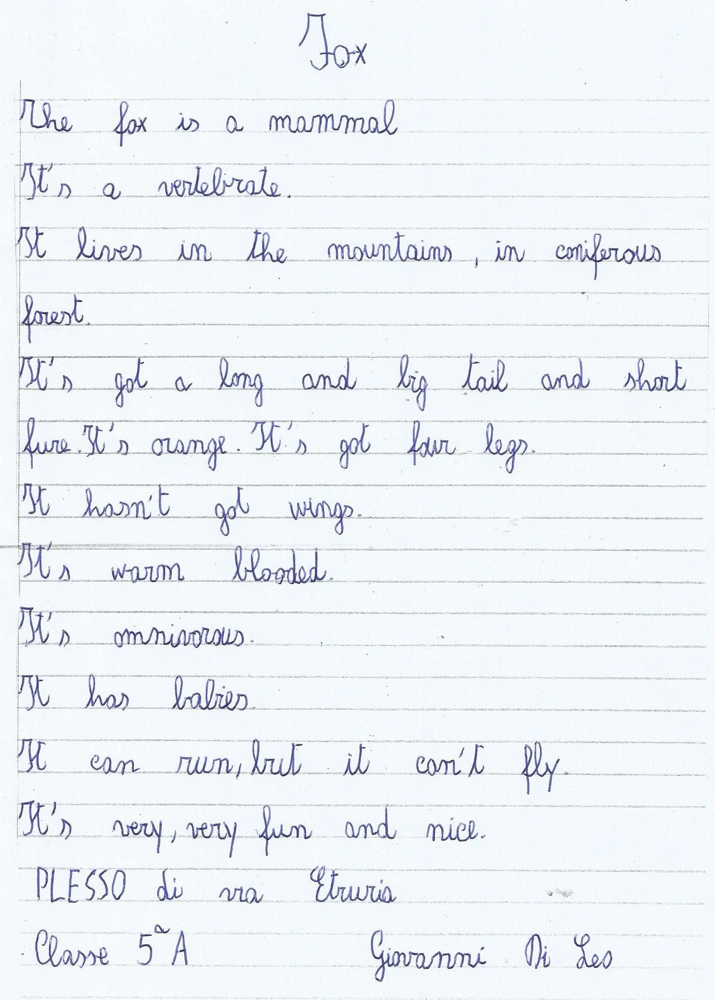 Fox
The fox is a mammal
It's a vertebrate.
It lives in the mountains, in coniferous
forest.
It's got a long and big tail and short
fure. It's orange. It's got four legs.
It hasn't got wings.
It's warm blooded.
It's omnivorous.
It has babies.
It can run, but it can't fly.
It's very, very fun and nice.
PLESSO di via Etruria
Classe 5ª A Giovanni Di Leo